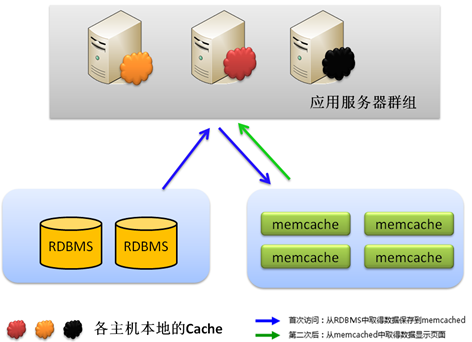 应用服务器群组
RDBMS RDBMS
memcache memcache
memcache memcache
各主机本地的Cache
首次访问：从RDBMS中取得数据保存到memcached
第二次后：从memcached中取得数据显示页面